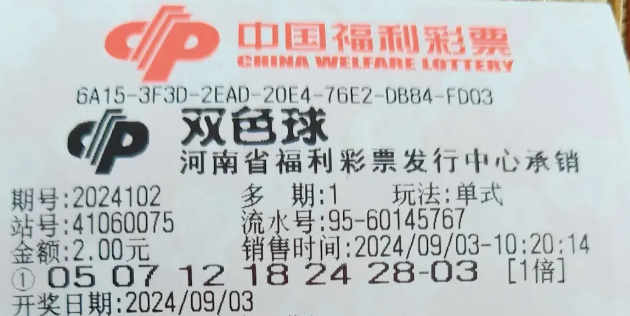 中国福利彩票
CHINA WELFARE LOTTERY
6A15-3F3D-2EAD-20E4-76E2-DB84-FD03
双色球
河南省福利彩票发行中心承销
期号:2024102 多 期:1 玩法:单式
站号:41060075 流水号:95-60145767
金额:2.00元 销售时间:2024/09/03-10:20:14
① 05 07 12 18 24 28-03 [1倍]
开奖日期:2024/09/03